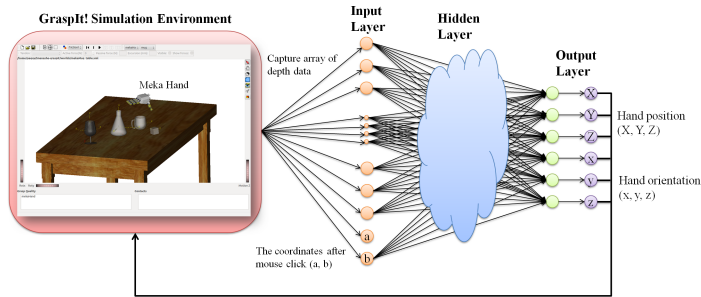 GraspIt! Simulation Environment
Input
Layer
Hidden
Layer
Output
Layer
Meka Hand
Capture array of
depth data
The coordinates after
mouse click (a, b)
a
b
X
Y
Z
x
y
z
Hand position
(X, Y, Z)
Hand orientation
(x, y, z)